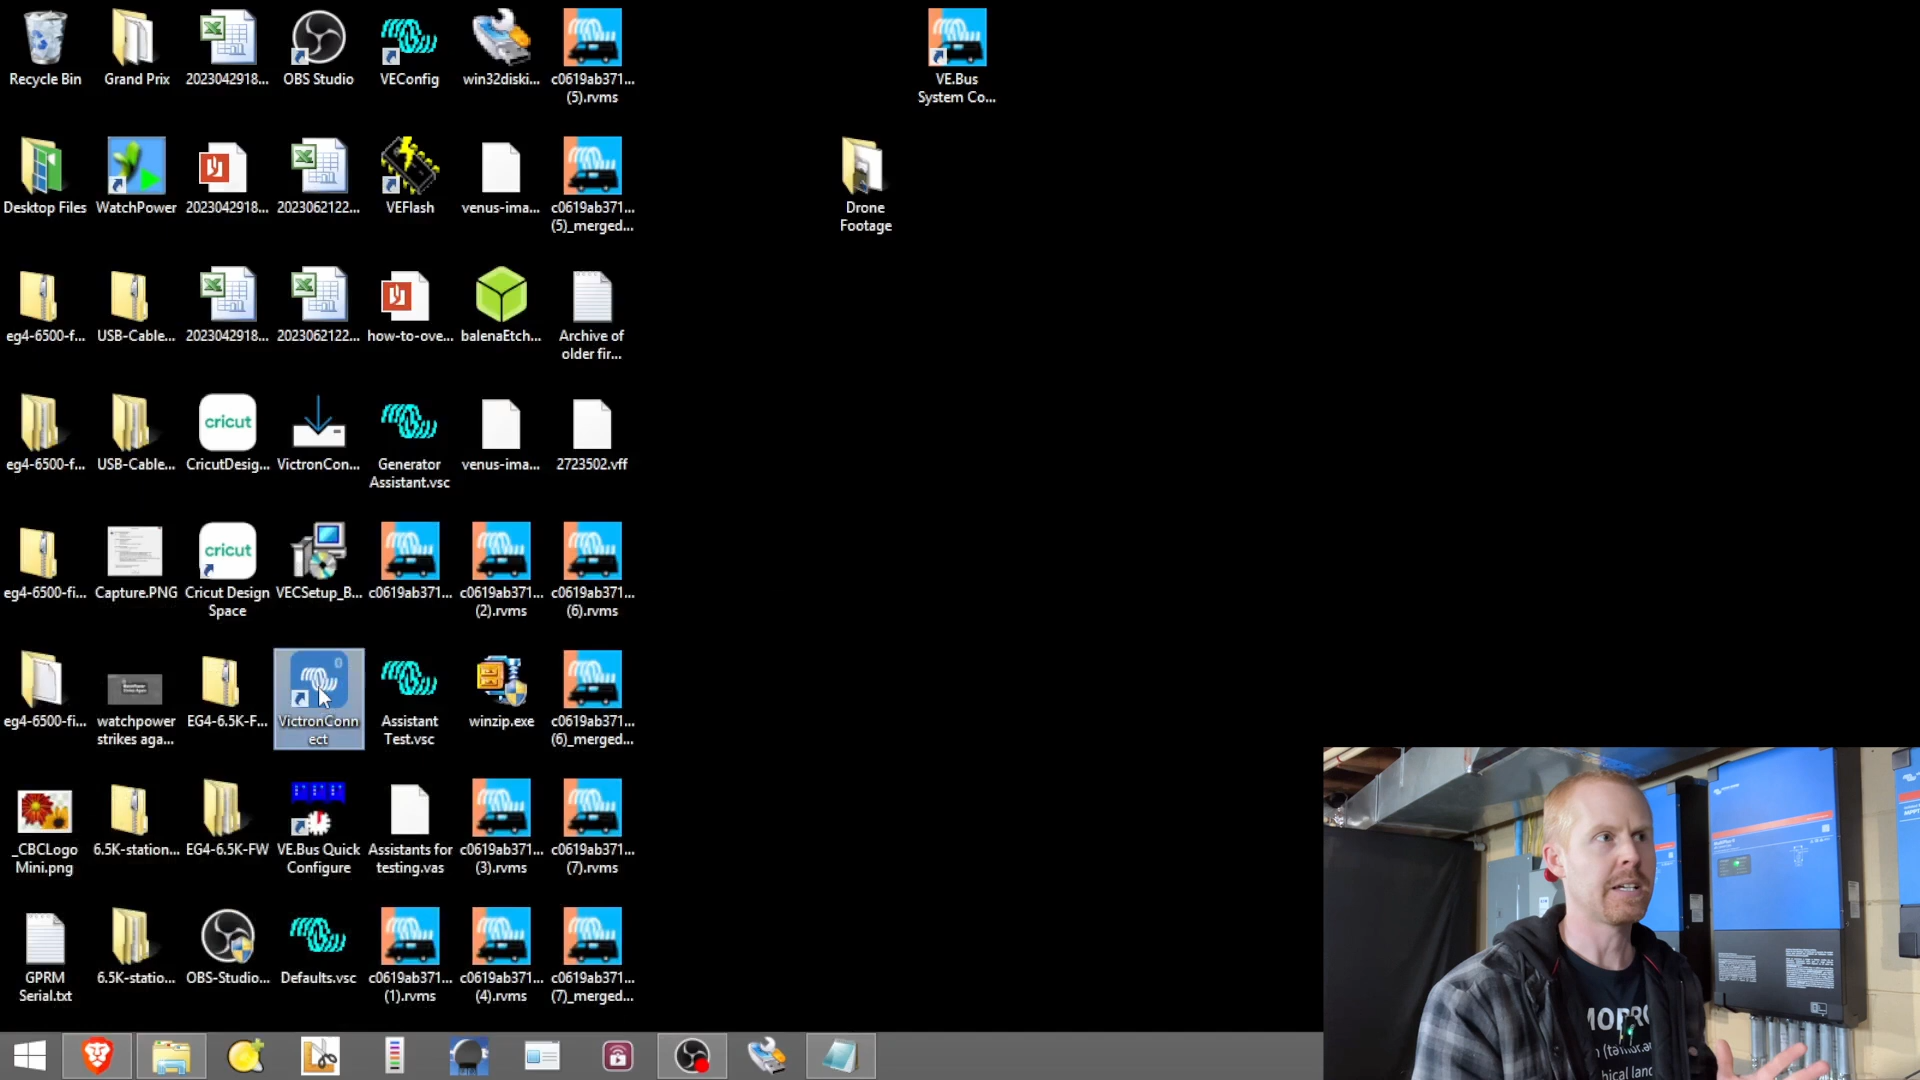 Recycle Bin
Grand Prix
2023042918...
OBS Studio
VEConfig
win32diski...
c0619ab371...
(5).rvms
VE.Bus
System Co...
Desktop Files
WatchPower
2023042918...
2023062122...
VEFlash
venus-ima...
c0619ab371...
(5)_merged...
Drone
Footage
eg4-6500-f...
USB-Cable...
2023042918...
2023062122...
how-to-ove...
balenaEtch...
Archive of
older fir...
eg4-6500-f...
USB-Cable...
cricut
CricutDesig...
VictronCon...
Generator
Assistant.vsc
venus-ima...
2723502.vff
eg4-6500-fi...
Capture.PNG
cricut
Cricut Design
Space
VECSetup_B...
c0619ab371...
c0619ab371...
(2).rvms
c0619ab371...
(6).rvms
eg4-6500-fi...
watchpower
strikes aga...
EG4-6.5K-F...
VictronConn
ect
Assistant
Test.vsc
winzip.exe
c0619ab371...
(6)_merged...
_CBCLogo
Mini.png
6.5K-station...
EG4-6.5K-FW
VE.Bus Quick
Configure
Assistants for
testing.vas
c0619ab371...
(3).rvms
c0619ab371...
(7).rvms
GPRM
Serial.txt
6.5K-statio...
OBS-Studio...
Defaults.vsc
c0619ab371...
(1).rvms
c0619ab371...
(4).rvms
c0619ab371...
(7)_merged...